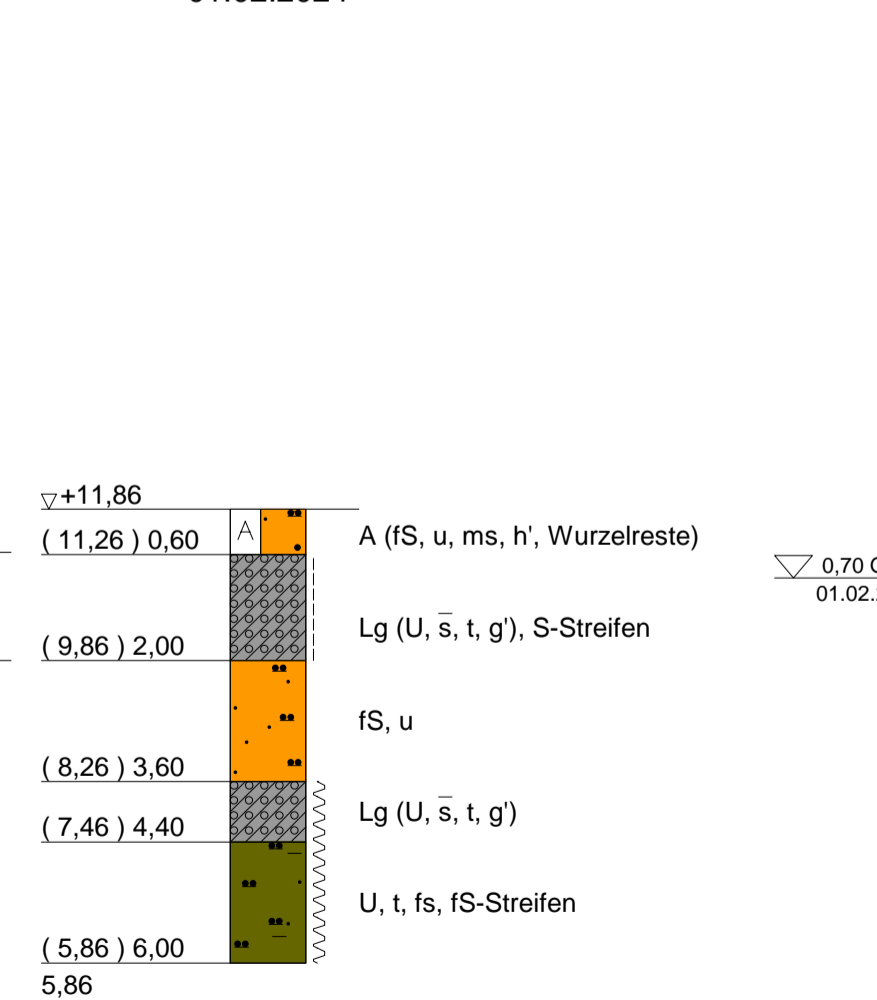 +11,86
( 11,26 ) 0,60
A
A (fS, u, ms, h', Wurzelreste)
0,70
01.02.
( 9,86 ) 2,00
Lg (U, s̅, t, g'), S-Streifen
fS, u
( 8,26 ) 3,60
Lg (U, s̅, t, g')
( 7,46 ) 4,40
U, t, fs, fS-Streifen
( 5,86 ) 6,00
5,86